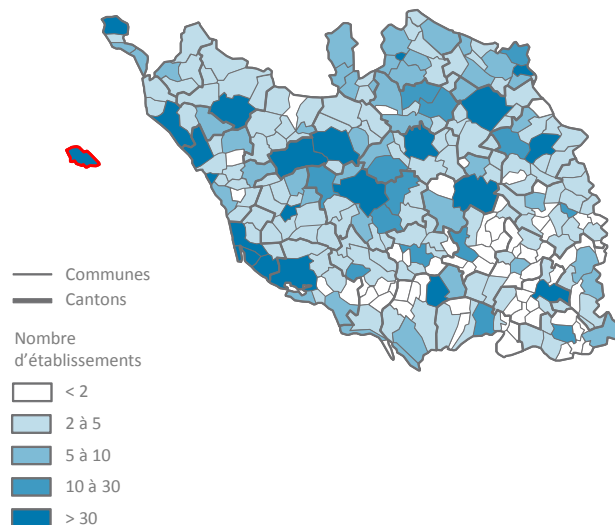 Communes
Cantons
Nombre
d’établissements
< 2
2 à 5
5 à 10
10 à 30
> 30